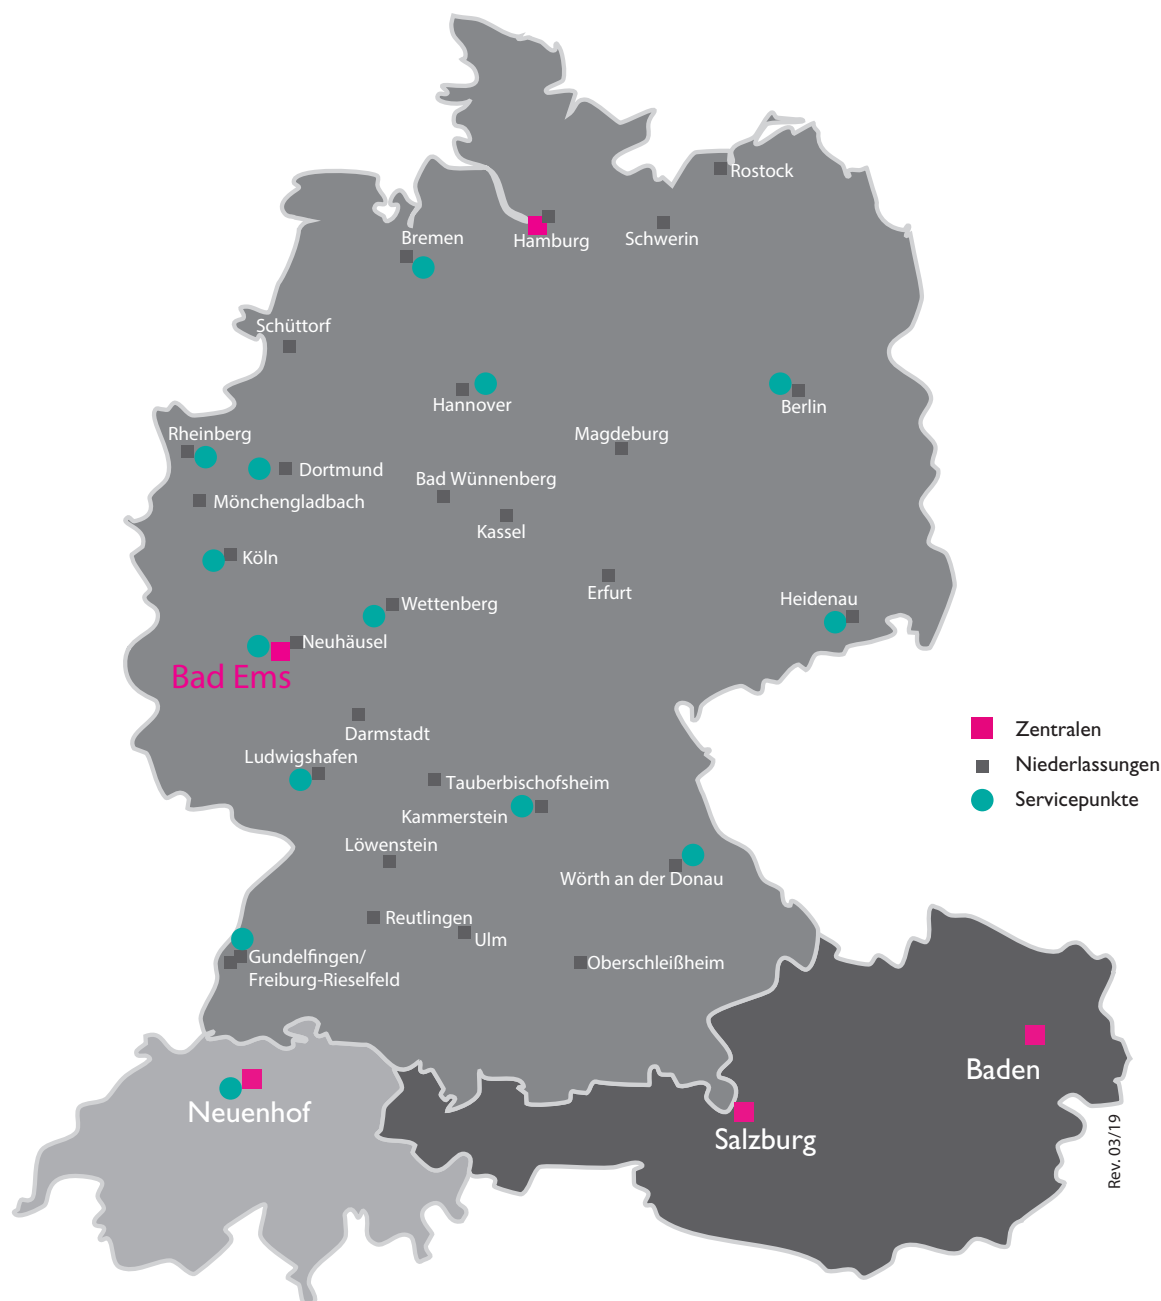 Rostock
Bremen
Hamburg
Schwerin
Schüttorf
Hannover
Berlin
Rheinberg
Magdeburg
Dortmund
Bad Wünnenberg
Mönchengladbach
Kassel
Köln
Erfurt
Wettenberg
Heidenau
Neuhäusel
Bad Ems
Darmstadt
Zentralen
Ludwigshafen
Niederlassungen
Tauberbischofsheim
Servicepunkte
Kammerstein
Löwenstein
Wörth an der Donau
Reutlingen
Ulm
Gundelfingen/
Freiburg-Rieselfeld
Oberschleißheim
Baden
Neuenhof
Salzburg
Rev. 03/19